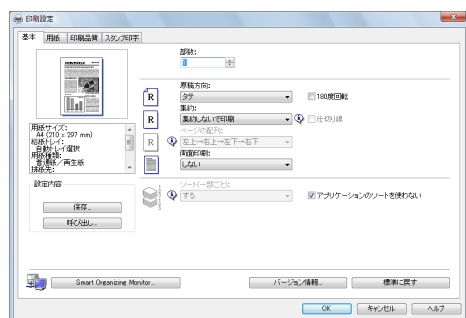 印刷設定
基本 用紙 印刷品質 スタンプ印字
部数:
1
原稿方向:
タテ
180度回転
集約:
集約しないで印刷
仕切り線
ページの配列:
左上→右上→左下→右下
両面印刷:
しない
用紙サイズ:
A4 (210 x 297 mm)
給紙トレイ:
自動トレイ選択
用紙種類:
普通紙/再生紙
排紙先:
設定内容
保存...
呼び出し...
ソート(一部ごと):
する
アプリケーションのソートを使わない
Smart Organizing Monitor...
バージョン情報...
標準に戻す
OK キャンセル ヘルプ